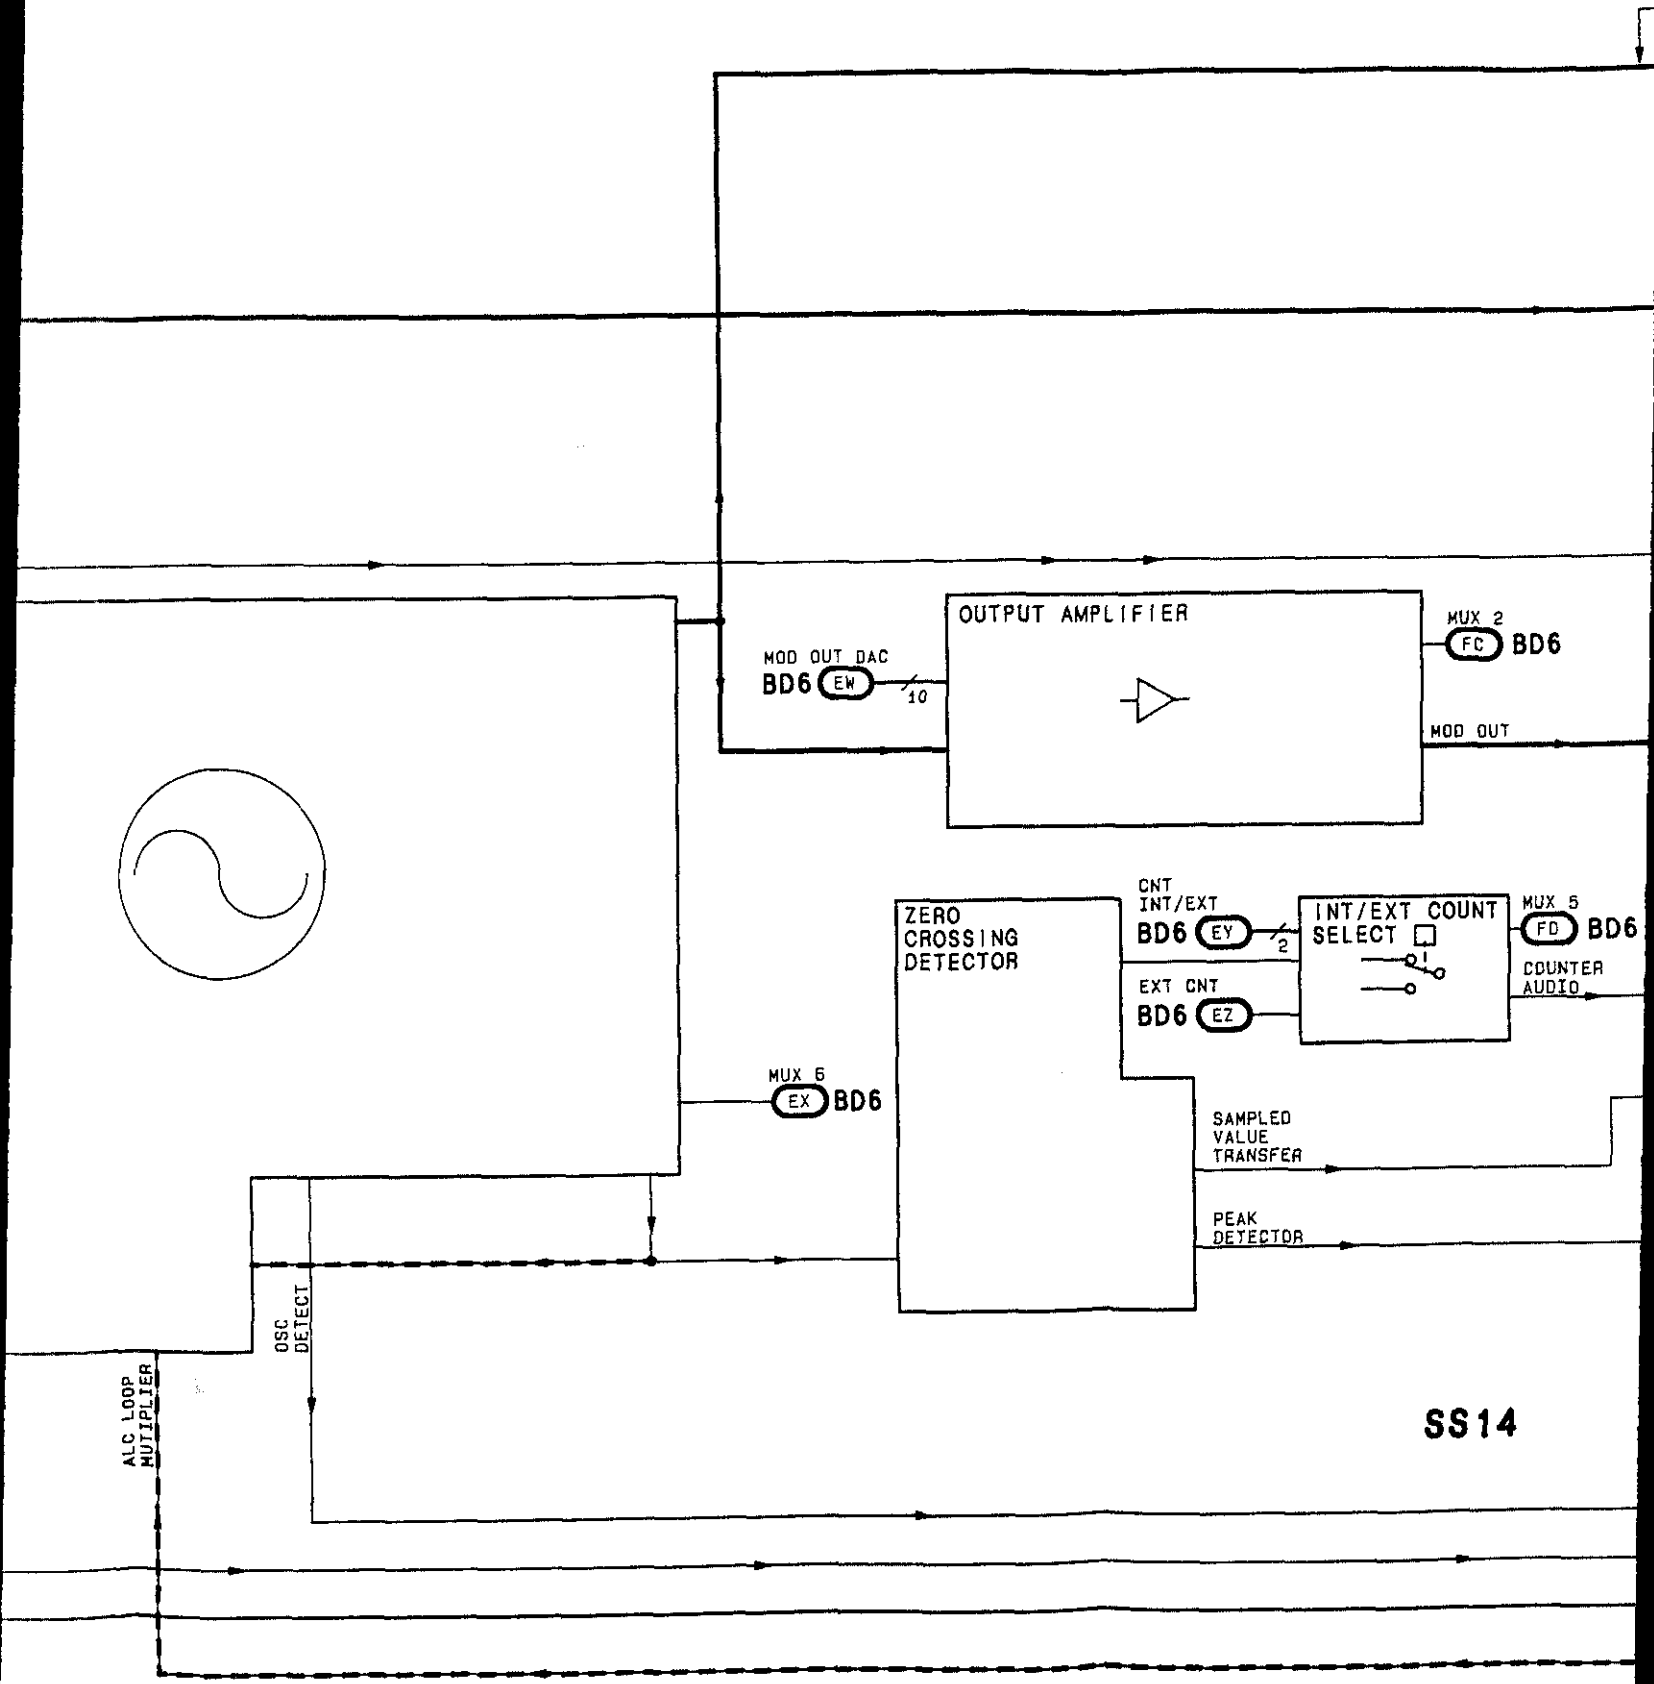 OUTPUT AMPLIFIER
MUX 2
FC BD6
MOD OUT DAC
BD6 EW
10
MOD OUT
CNT
INT/EXT
BD6 EY
2
INT/EXT COUNT
SELECT
MUX 5
FD BD6
ZERO
CROSSING
DETECTOR
EXT CNT
BD6 EZ
COUNTER
AUDIO
MUX 6
EX BD6
SAMPLED
VALUE
TRANSFER
PEAK
DETECTOR
OSC
DETECT
ALC LOOP
MUTIPLIER
SS14